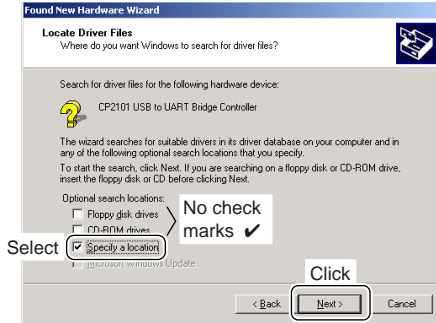 Found New Hardware Wizard
Locate Driver Files
Where do you want Windows to search for driver files?
Search for driver files for the following hardware device:
CP2101 USB to UART Bridge Controller
The wizard searches for suitable drivers in its driver database on your computer and in
any of the following optional search locations that you specify.
To start the search, click Next. If you are searching on a floppy disk or CD-ROM drive,
insert the floppy disk or CD before clicking Next.
Optional search locations:
Floppy disk drives
CD-ROM drives
No check
marks ✔
Select
Specify a location
Microsoft Windows Update
Click
< Back
Next >
Cancel